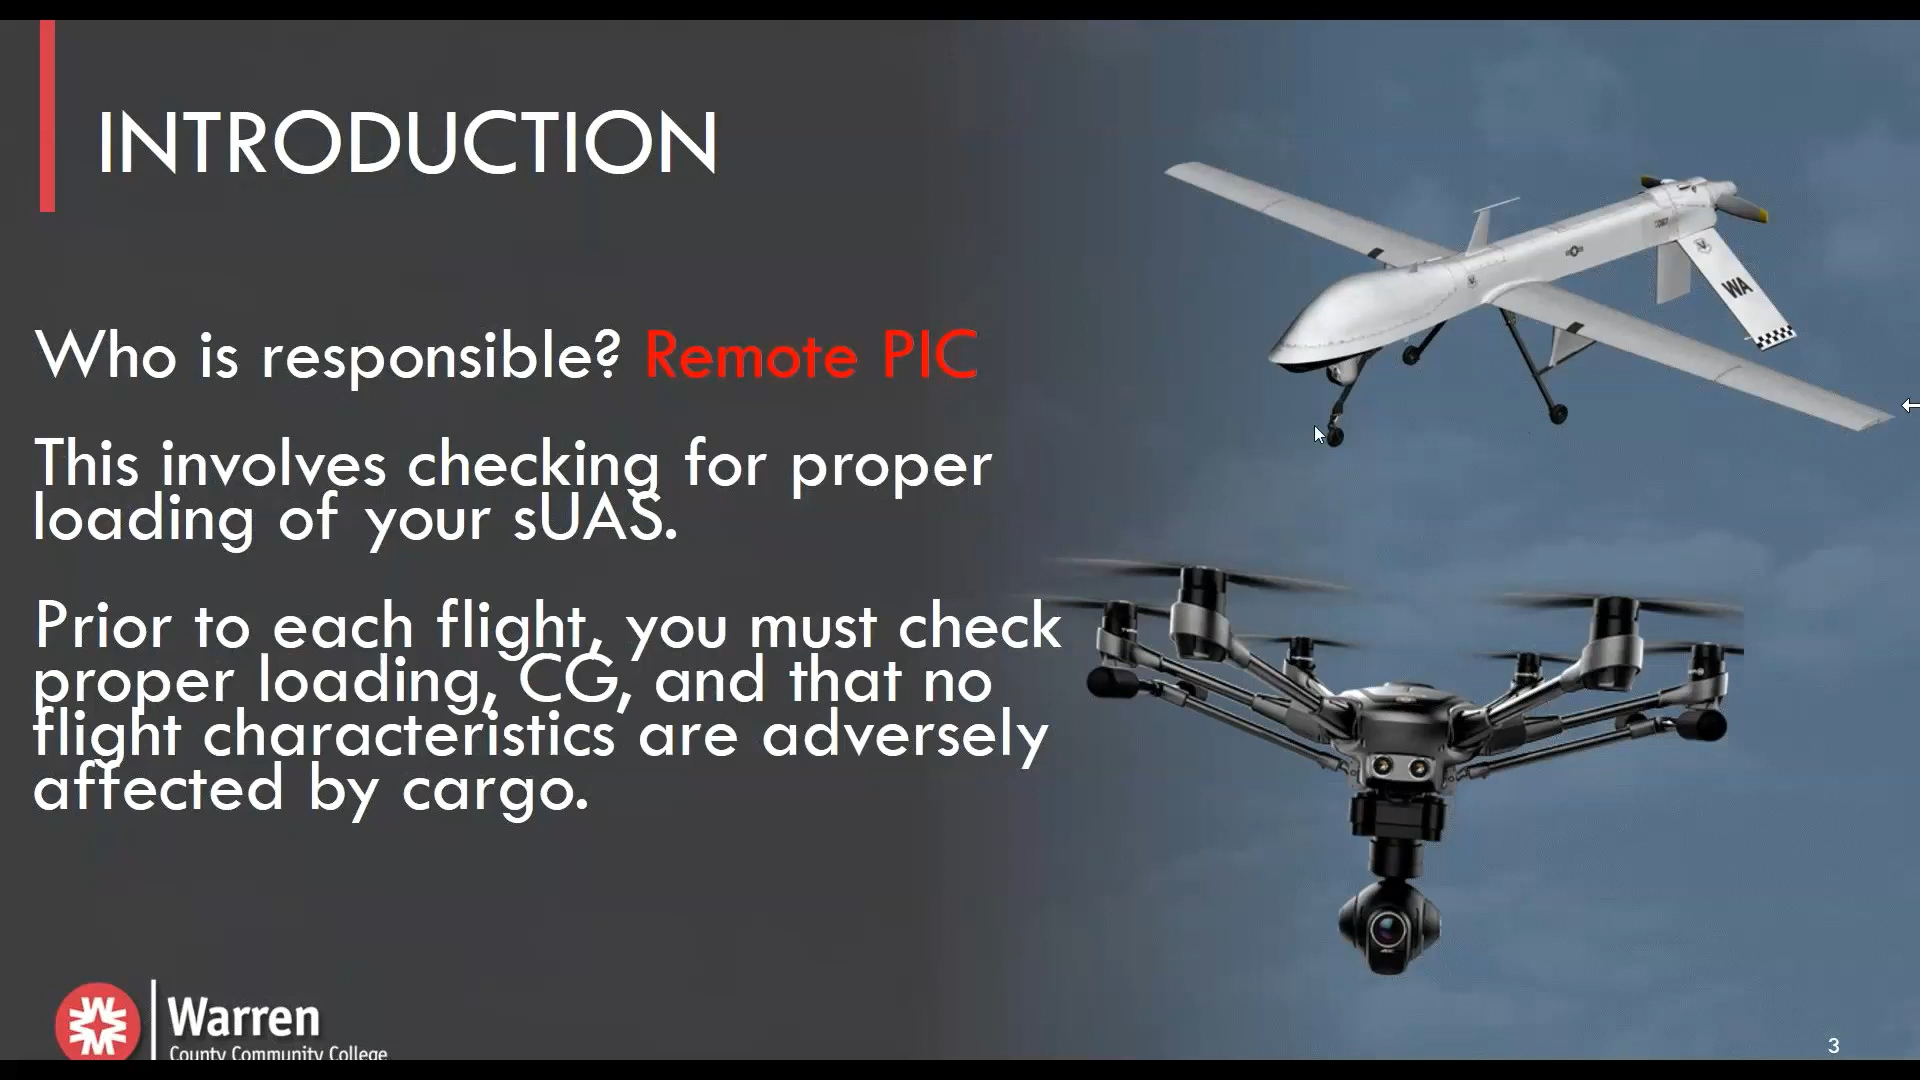 INTRODUCTION
Who is responsible? Remote PIC
This involves checking for proper
loading of your sUAS.
Prior to each flight, you must check
proper loading, CG, and that no
flight characteristics are adversely
affected by cargo.
WA
Warren
County Community College
3